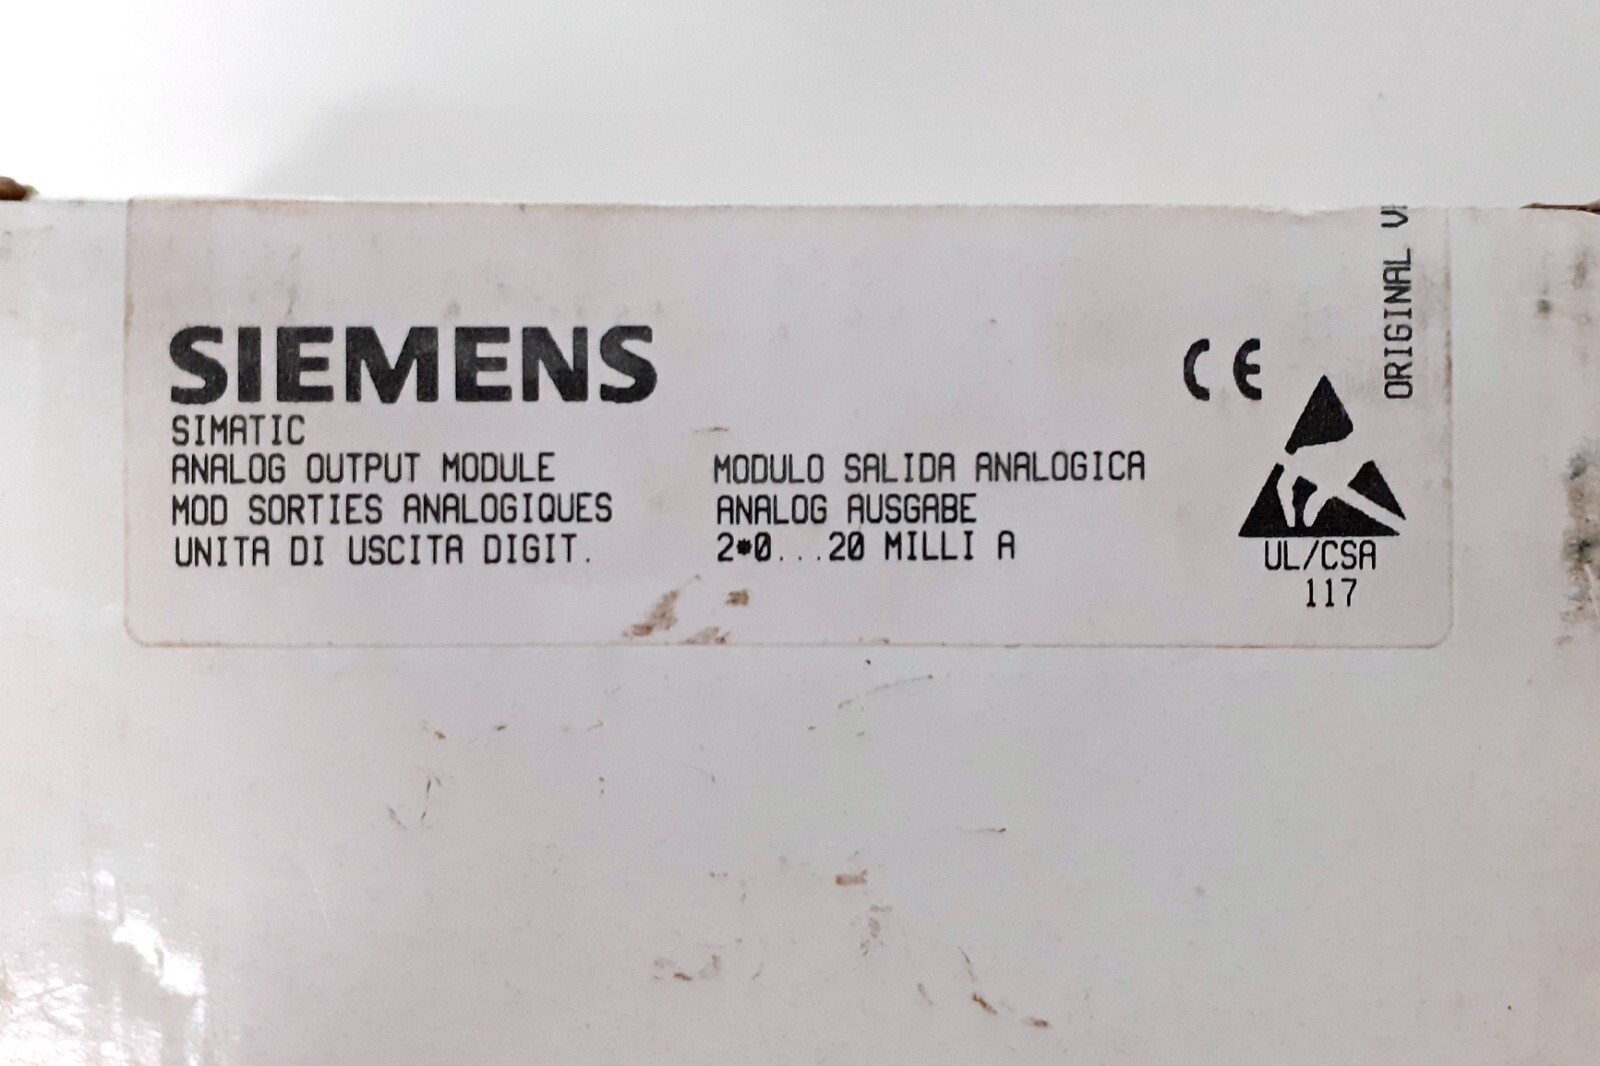 SIEMENS
SIMATIC
ANALOG OUTPUT MODULE
MOD SORTIES ANALOGIQUES
UNITA DI USCITA DIGIT.
MODULO SALIDA ANALOGICA
ANALOG AUSGABE
2*0...20 MILLI A
CE
UL/CSA
117
ORIGINAL